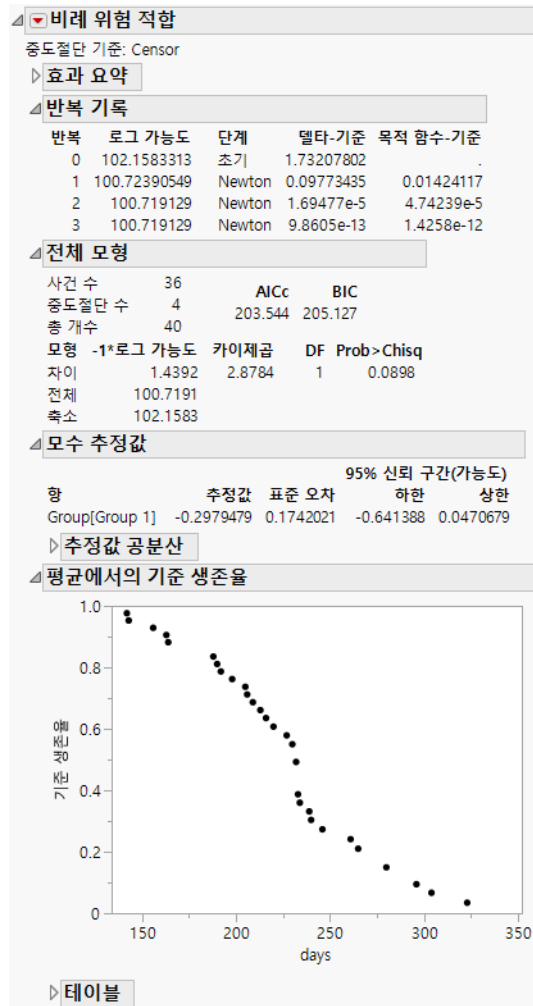 비례 위험 적합
중도절단 기준: Censor
효과 요약
반복 기록
반복 로그 가능도 단계 델타-기준 목적 함수-기준
0 102.1583313 초기 1.73207802 .
1 100.72390549 Newton 0.09773435 0.01424117
2 100.719129 Newton 1.69477e-5 4.74239e-5
3 100.719129 Newton 9.8605e-13 1.4258e-12
전체 모형
사건 수 36
중도절단 수 4
총 개수 40
AICc BIC
203.544 205.127
모형 -1*로그 가능도 카이제곱 DF Prob>Chisq
차이 1.4392 2.8784 1 0.0898
전체 100.7191
축소 102.1583
모수 추정값
95% 신뢰 구간(가능도)
항 추정값 표준 오차 하한 상한
Group[Group 1] -0.2979479 0.1742021 -0.641388 0.0470679
추정값 공분산
평균에서의 기준 생존율
1.0
0.8
0.6
0.4
0.2
0
기준 생존율
150 200 250 300 350
days
테이블